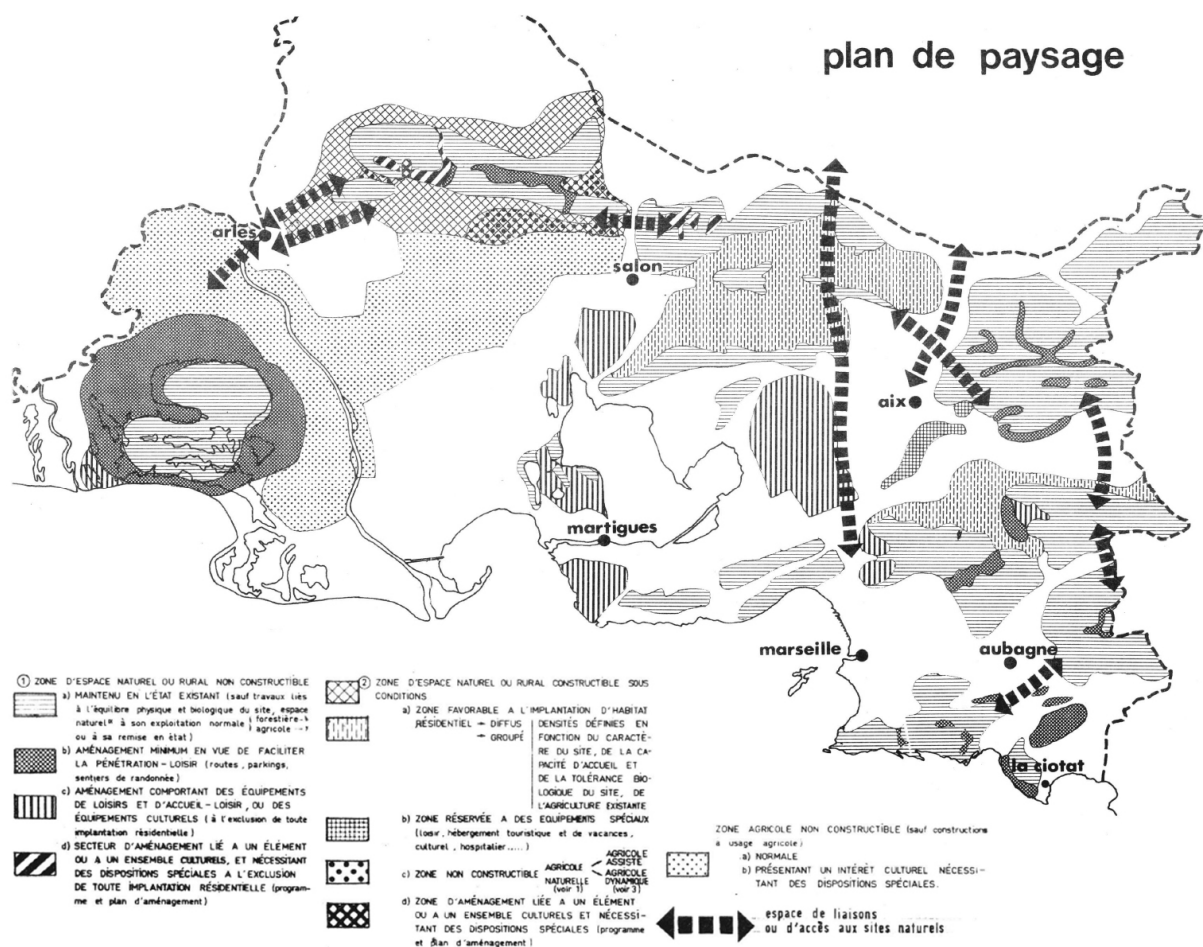 plan de paysage
arles
salon
aix
martigues
marseille
aubagne
la ciotat
① ZONE D'ESPACE NATUREL OU RURAL NON CONSTRUCTIBLE
a) MAINTENU EN L'ÉTAT EXISTANT (sauf travaux liés
à l'équilibre physique et biologique du site, espace
naturel à son exploitation normale forestière
agricole
ou à sa remise en état)
b) AMÉNAGEMENT MINIMUM EN VUE DE FACILITER
LA PÉNÉTRATION-LOISIR (routes, parkings,
sentiers de randonnée)
c) AMÉNAGEMENT COMPORTANT DES ÉQUIPEMENTS
DE LOISIRS ET D'ACCUEIL-LOISIR, OU DES
ÉQUIPEMENTS CULTURELS (à l'exclusion de toute
implantation résidentielle)
d) SECTEUR D'AMÉNAGEMENT LIÉ A UN ÉLÉMENT
OU A UN ENSEMBLE CULTURELS, ET NÉCESSITANT
DES DISPOSITIONS SPÉCIALES A L'EXCLUSION
DE TOUTE IMPLANTATION RÉSIDENTIELLE (program-
me et plan d'aménagement)
② ZONE D'ESPACE NATUREL OU RURAL CONSTRUCTIBLE SOUS
CONDITIONS
a) ZONE FAVORABLE A L'IMPLANTATION D'HABITAT
RÉSIDENTIEL → DIFFUS
→ GROUPÉ
DENSITÉS DÉFINIES EN
FONCTION DU CARACTÈ-
RE DU SITE, DE LA CA-
PACITÉ D'ACCUEIL ET
DE LA TOLÉRANCE BIO-
LOGIQUE DU SITE, DE
L'AGRICULTURE EXISTANTE
b) ZONE RÉSERVÉE A DES EQUIPEMENTS SPÉCIAUX
(loisir, hébergement touristique et de vacances,
culturel, hospitalier.....)
c) ZONE NON CONSTRUCTIBLE
AGRICOLE
NATURELLE
(voir 1)
AGRICOLE
ASSISTÉ
AGRICOLE
DYNAMIQUE
(voir 3)
d) ZONE D'AMÉNAGEMENT LIÉE A UN ÉLÉMENT
OU A UN ENSEMBLE CULTURELS ET NÉCESSI-
TANT DES DISPOSITIONS SPÉCIALES (programme
et plan d'aménagement)
ZONE AGRICOLE NON CONSTRUCTIBLE (sauf constructions
a usage agricole)
a) NORMALE
b) PRÉSENTANT UN INTÉRÊT CULTUREL NÉCESSI-
TANT DES DISPOSITIONS SPÉCIALES.
espace de liaisons
ou d'accès aux sites naturels